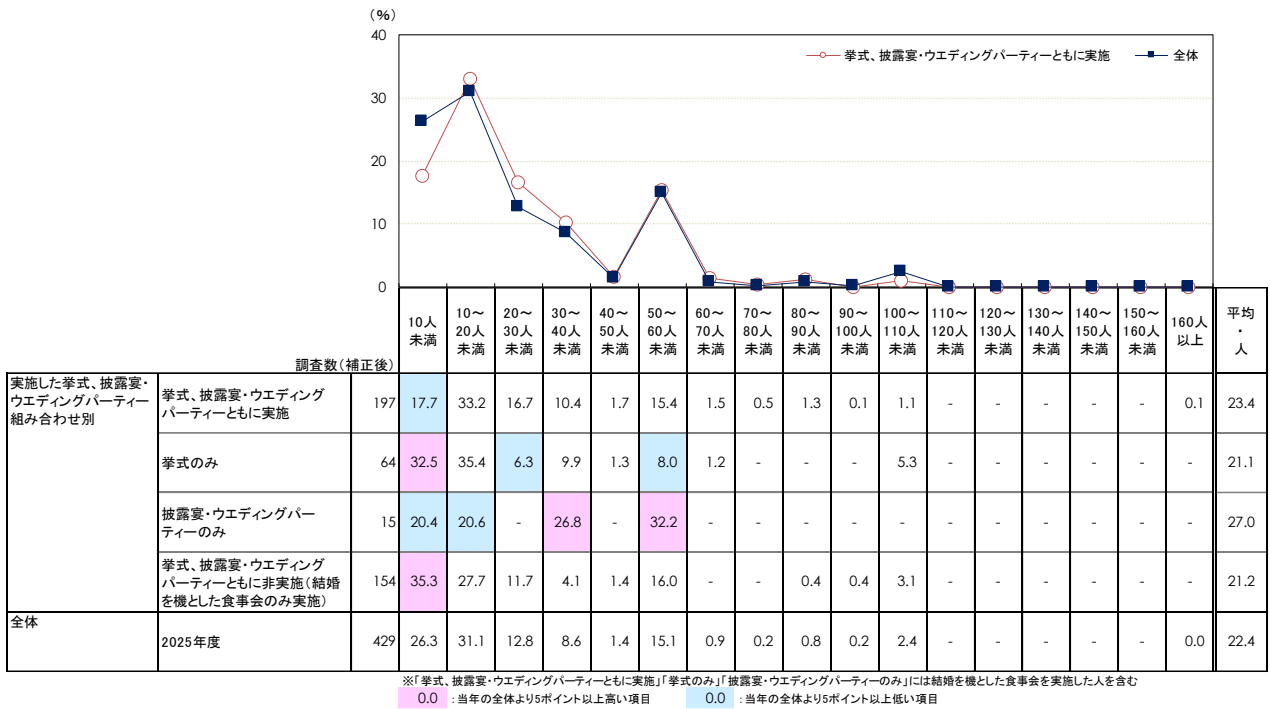 (%)
40
30
20
10
0
挙式、披露宴・ウエディングパーティーともに実施 全体
10人未満 10～20人未満 20～30人未満 30～40人未満 40～50人未満 50～60人未満 60～70人未満 70～80人未満 80～90人未満 90～100人未満 100～110人未満 110～120人未満 120～130人未満 130～140人未満 140～150人未満 150～160人未満 160人以上 平均・人
調査数(補正後)
実施した挙式、披露宴・
ウエディングパーティー
組み合わせ別
挙式、披露宴・ウエディング
パーティーともに実施
197 17.7 33.2 16.7 10.4 1.7 15.4 1.5 0.5 1.3 0.1 1.1 - - - - - 0.1 23.4
挙式のみ
64 32.5 35.4 6.3 9.9 1.3 8.0 1.2 - - - 5.3 - - - - - - 21.1
披露宴・ウエディングパー
ティーのみ
15 20.4 20.6 - 26.8 - 32.2 - - - - - - - - - - - 27.0
挙式、披露宴・ウエディング
パーティーともに非実施(結婚
を機とした食事会のみ実施)
154 35.3 27.7 11.7 4.1 1.4 16.0 - - 0.4 0.4 3.1 - - - - - - 21.2
全体
2025年度
429 26.3 31.1 12.8 8.6 1.4 15.1 0.9 0.2 0.8 0.2 2.4 - - - - - 0.0 22.4
※「挙式、披露宴・ウエディングパーティーともに実施」「挙式のみ」「披露宴・ウエディングパーティーのみ」には結婚を機とした食事会を実施した人を含む
0.0 :当年の全体より5ポイント以上高い項目 0.0 :当年の全体より5ポイント以上低い項目